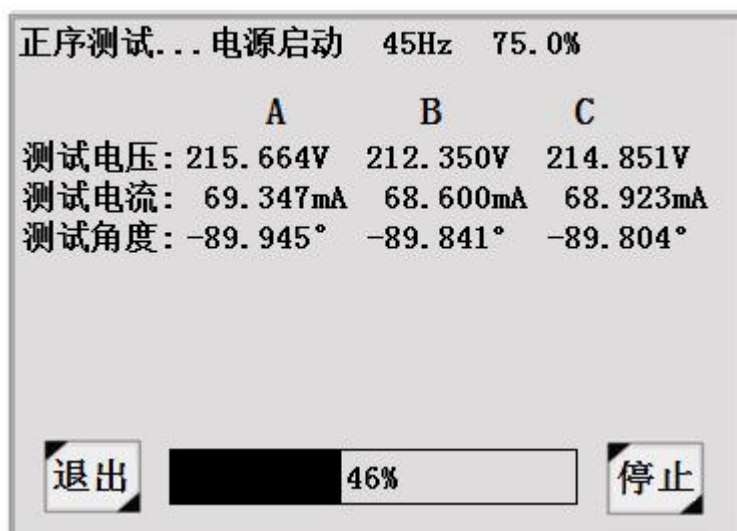 正序测试...电源启动 45Hz 75.0%
A B C
测试电压: 215.664V 212.350V 214.851V
测试电流: 69.347mA 68.600mA 68.923mA
测试角度: -89.945° -89.841° -89.804°
退出 46% 停止